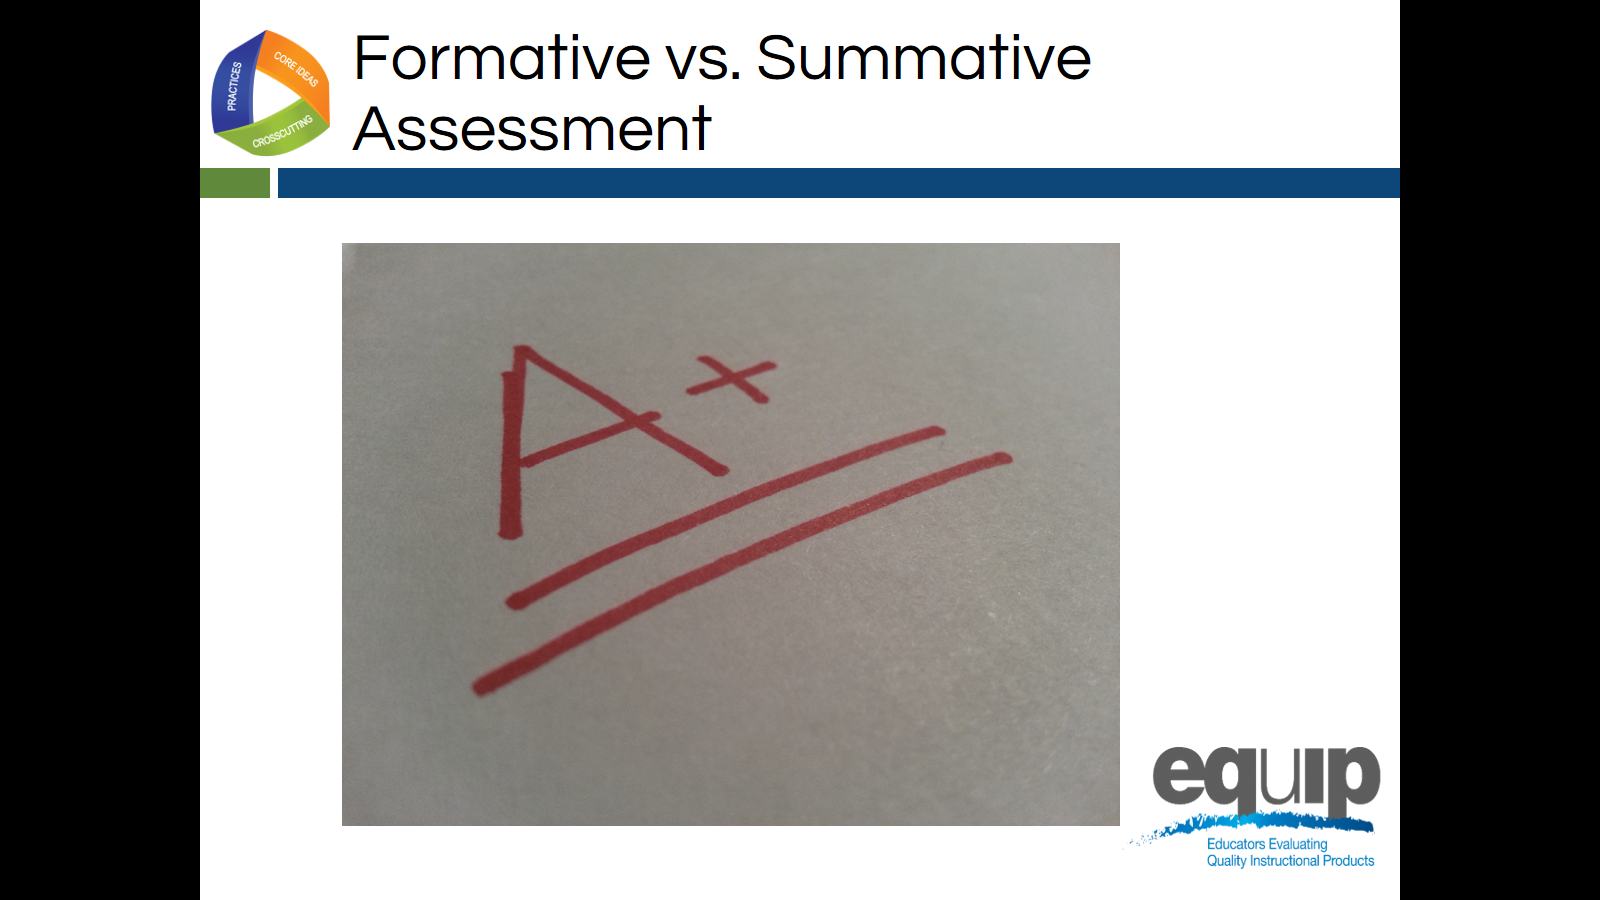 PRACTICES
CORE IDEAS
CROSSCUTTING
Formative vs. Summative
Assessment
A+
equip
Educators Evaluating
Quality Instructional Products